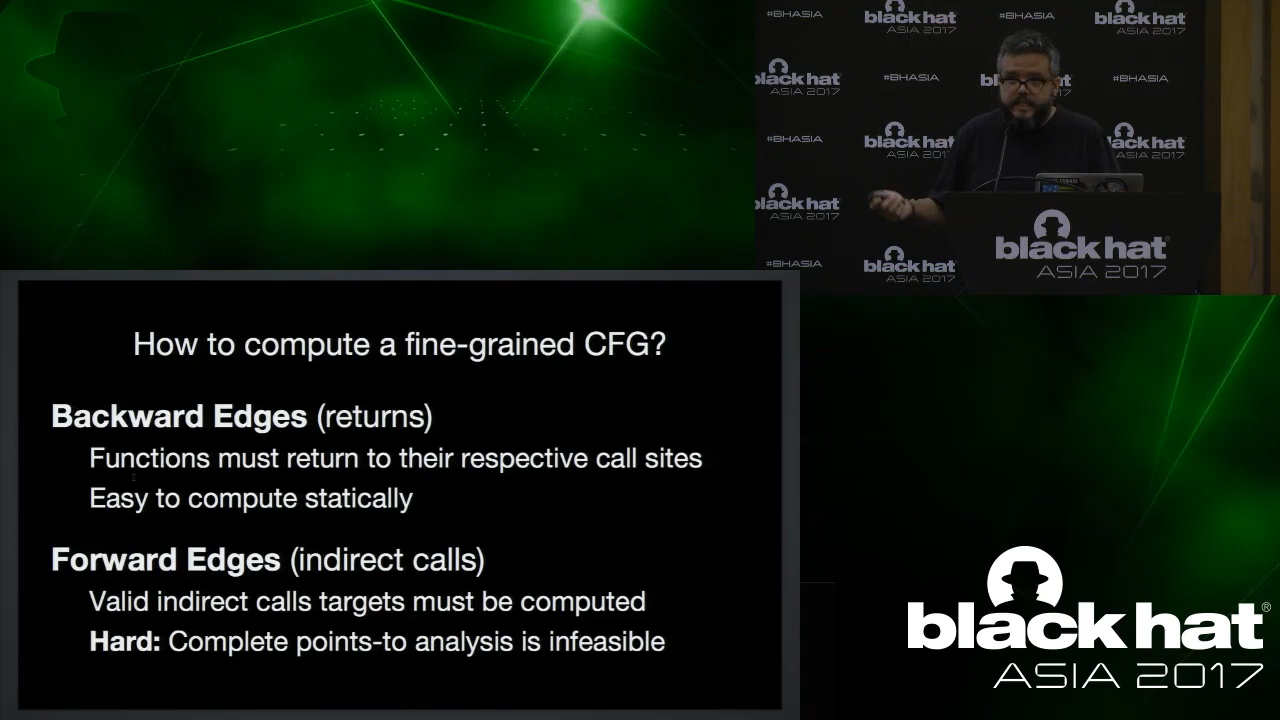 #BHASIA
black hat
ASIA 2017
#BHASIA
black hat
ASIA 2017
black hat
ASIA 2017
#BHASIA
#BHASIA
#BHASIA
black hat
ASIA 2017
black hat
ASIA 2017
#BHASIA
black hat
ASIA 2017
black hat
ASIA 2017
black hat
ASIA 2017
#BHASIA
How to compute a fine-grained CFG?
Backward Edges (returns)
Functions must return to their respective call sites
Easy to compute statically
Forward Edges (indirect calls)
Valid indirect calls targets must be computed
Hard: Complete points-to analysis is infeasible
black hat®
ASIA 2017